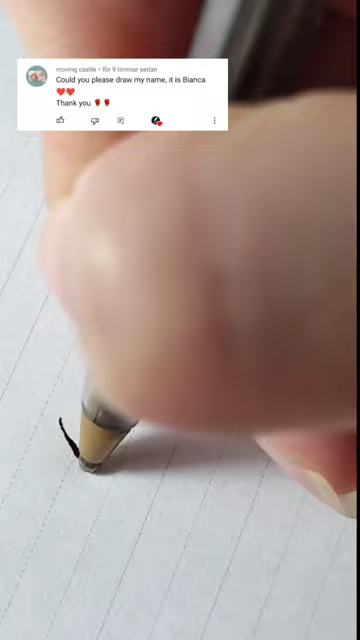 moving castle • för 9 timmar sedan
Could you please draw my name, it is Bianca
❤️❤️
Thank you 🌹🌹